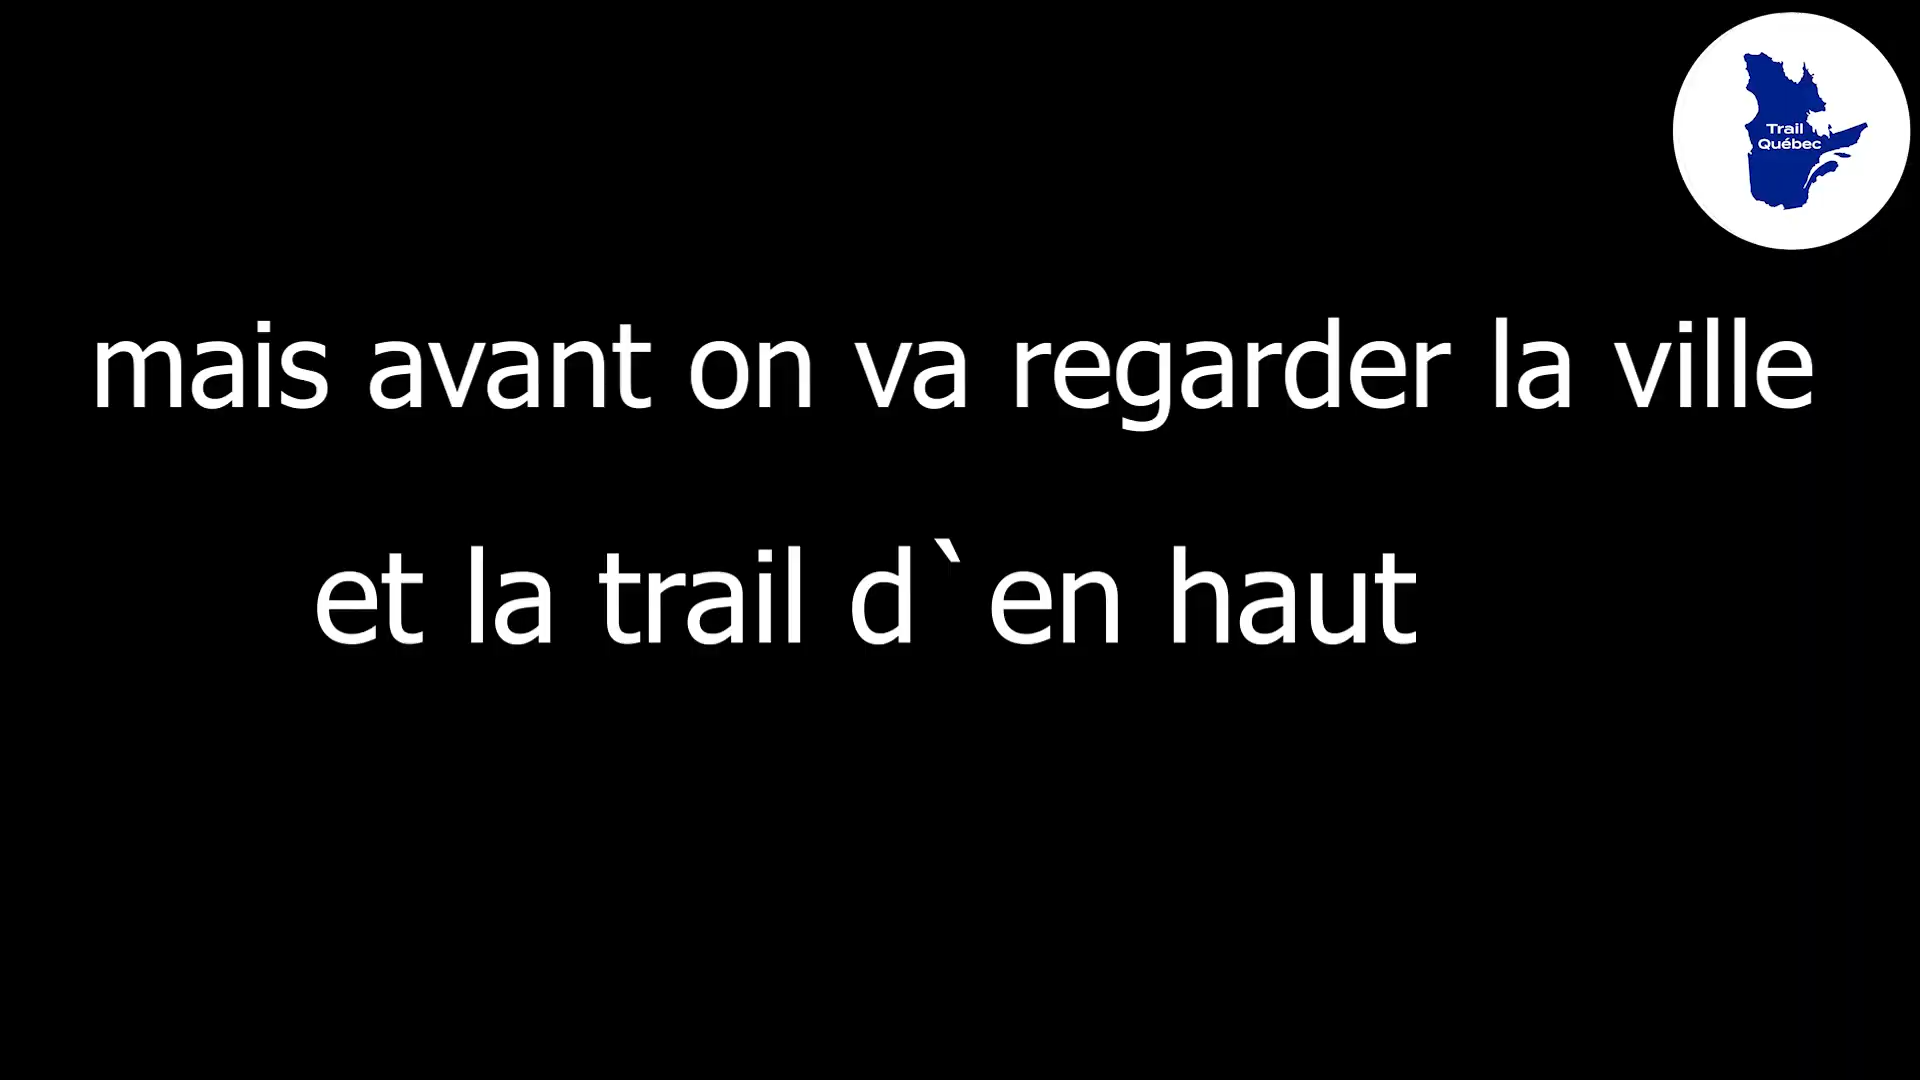 Trail
Québec
mais avant on va regarder la ville
et la trail d`en haut